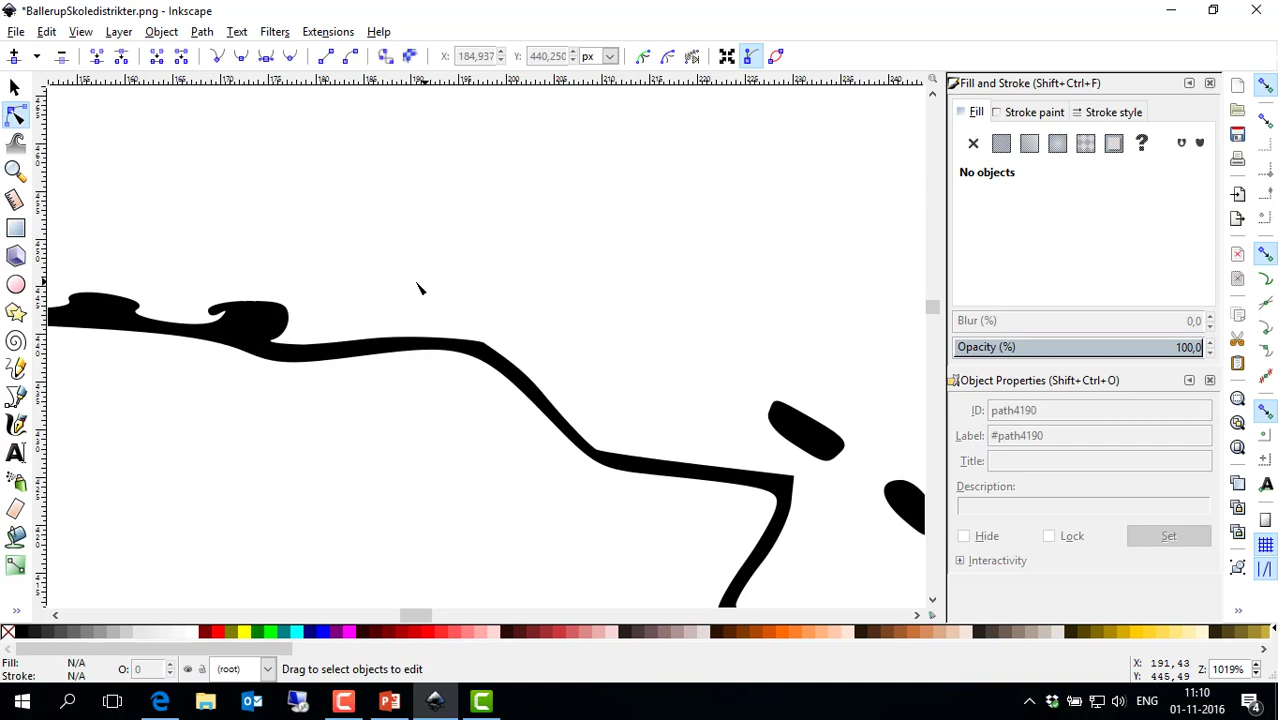 *BallerupSkoledistrikter.png - Inkscape
File Edit View Layer Object Path Text Filters Extensions Help
X: 184,937 Y: 440,250 px
Fill and Stroke (Shift+Ctrl+F)
Fill Stroke paint Stroke style
No objects
Blur (%) 0,0
Opacity (%) 100,0
Object Properties (Shift+Ctrl+O)
ID: path4190
Label: #path4190
Title:
Description:
Hide Lock Set
Interactivity
Fill: N/A
Stroke: N/A
O: 0
(root)
Drag to select objects to edit
X: 191,43
Y: 445,49
Z: 1019%
ENG
11:10
01-11-2016
4